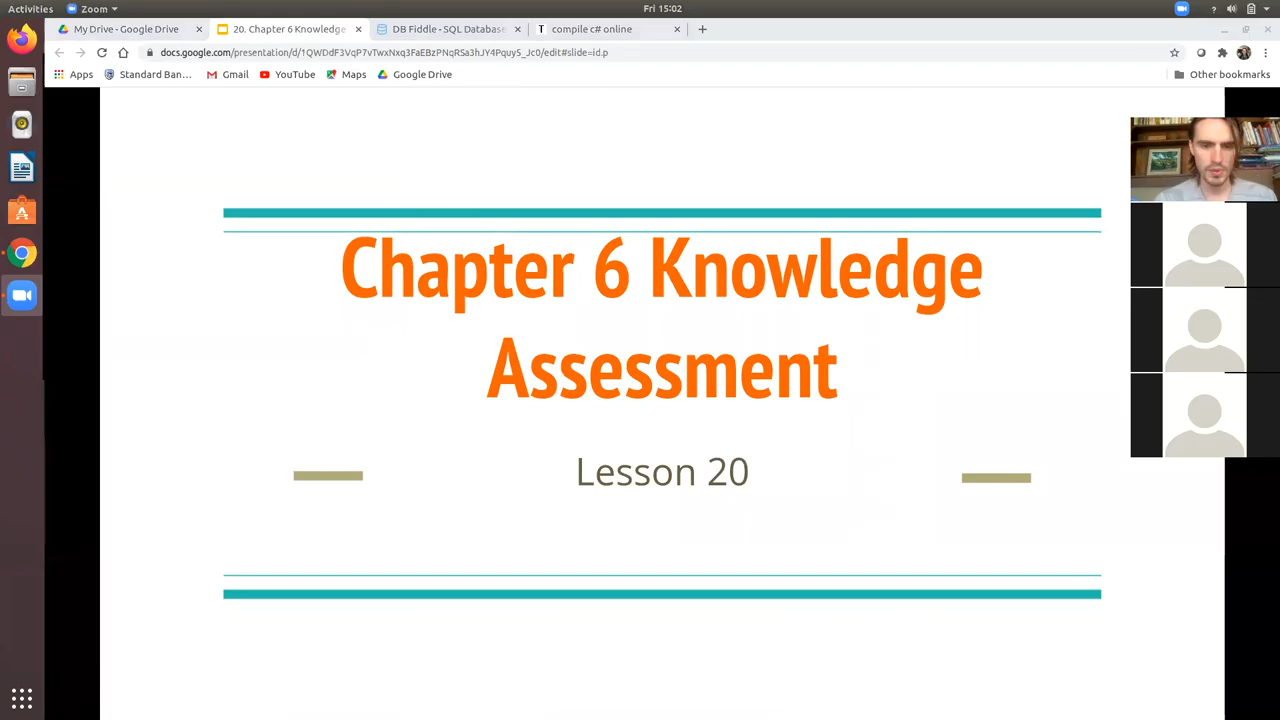 Activities Zoom Fri 15:02
My Drive - Google Drive 20. Chapter 6 Knowledge DB Fiddle - SQL Database T compile c# online
docs.google.com/presentation/d/1QWDdF3VqP7vTwxNxq3FaEBzPNqRSa3hJY4PquyS_Jc0/edit#slide=id.p
Apps Standard Ban... Gmail YouTube Maps Google Drive Other bookmarks
Chapter 6 Knowledge
Assessment
Lesson 20